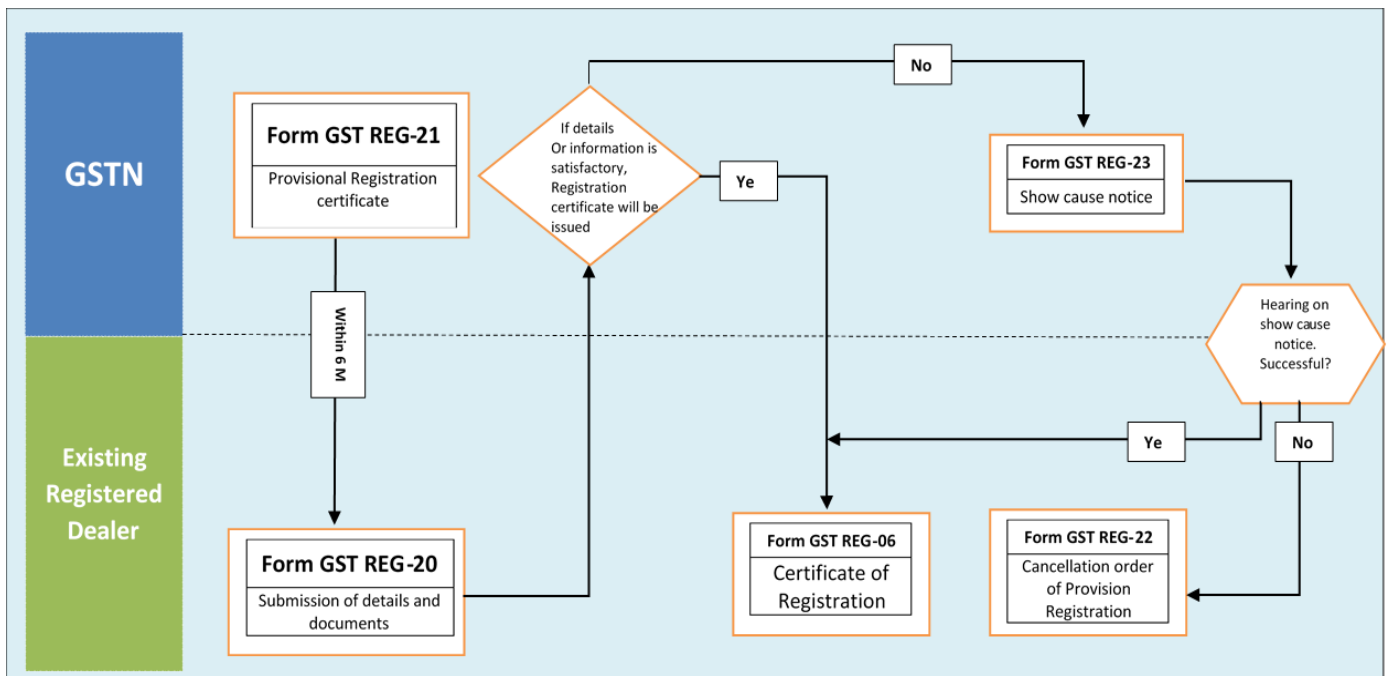 GSTN
Form GST REG-21
Provisional Registration
certificate
Within 6 M
If details
Or information is
satisfactory,
Registration
certificate will be
issued
No
Ye
Form GST REG-23
Show cause notice
Hearing on
show cause
notice.
Successful?
Ye
No
Existing
Registered
Dealer
Form GST REG-20
Submission of details and
documents
Form GST REG-06
Certificate of
Registration
Form GST REG-22
Cancellation order
of Provision
Registration